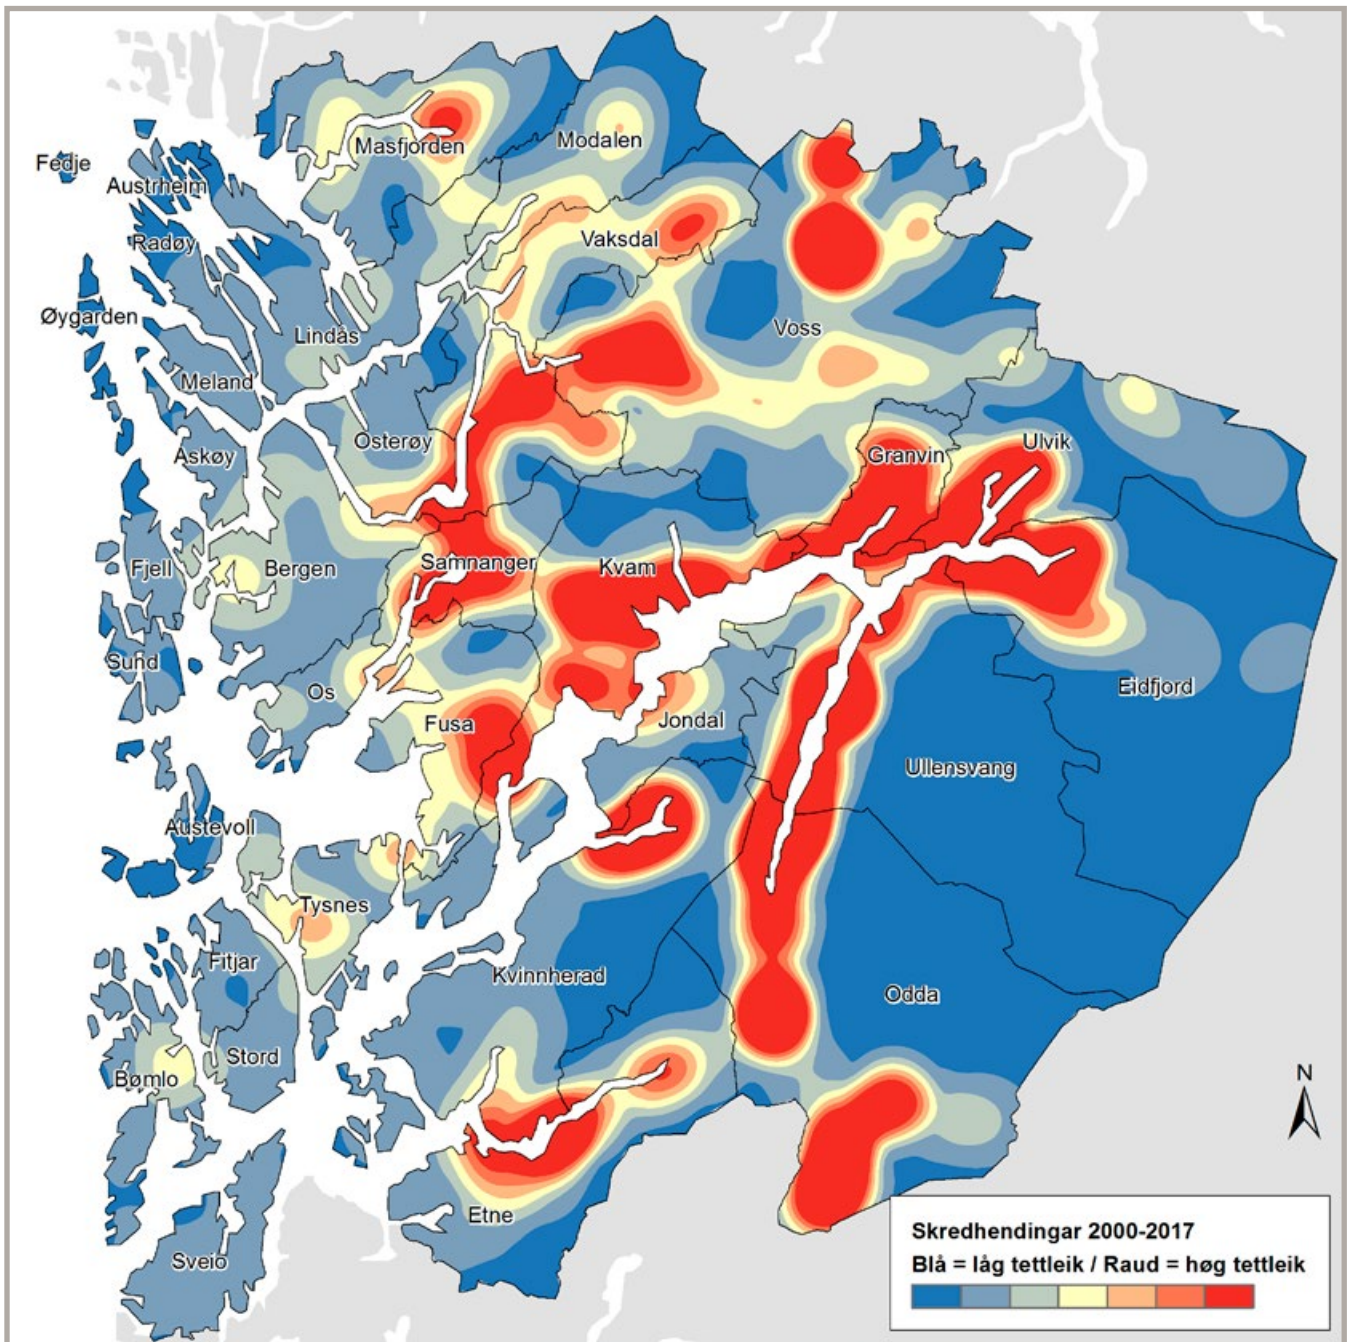 Masfjorden
Modalen
Fedje
Austrheim
Radøy
Vaksdal
Øygarden
Lindås
Voss
Meland
Osterøy
Askøy
Granvin
Ulvik
Fjell
Bergen
Samnanger
Kvam
Sund
Os
Fusa
Jondal
Eidfjord
Ullensvang
Austevoll
Tysnes
Fitjar
Kvinnherad
Odda
Stord
Bømlo
N
Etne
Sveio
Skredhendingar 2000-2017
Blå = låg tettleik / Raud = høg tettleik